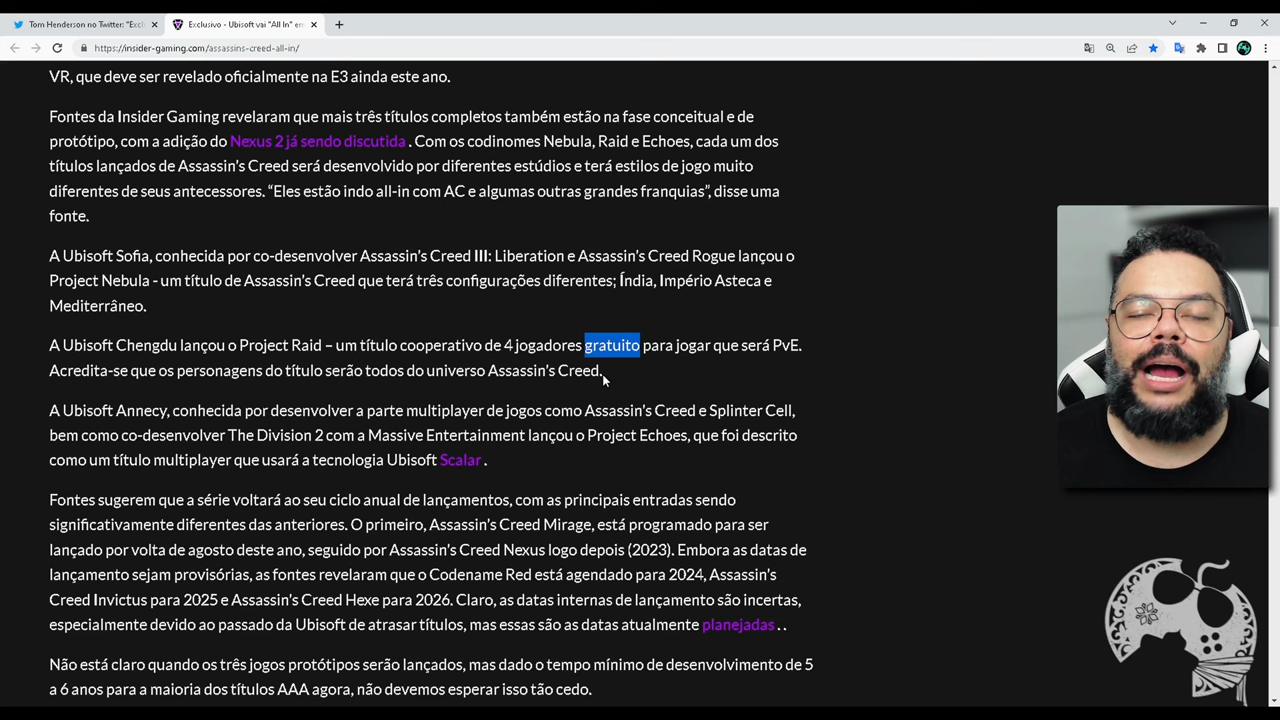 Tom Henderson no Twitter: "Excl
Exclusivo - Ubisoft vai "All In" em
https://insider-gaming.com/assassins-creed-all-in/
VR, que deve ser revelado oficialmente na E3 ainda este ano.
Fontes da Insider Gaming revelaram que mais três títulos completos também estão na fase conceitual e de
protótipo, com a adição do Nexus 2 já sendo discutida . Com os codinomes Nebula, Raid e Echoes, cada um dos
títulos lançados de Assassin's Creed será desenvolvido por diferentes estúdios e terá estilos de jogo muito
diferentes de seus antecessores. “Eles estão indo all-in com AC e algumas outras grandes franquias”, disse uma
fonte.
A Ubisoft Sofia, conhecida por co-desenvolver Assassin's Creed III: Liberation e Assassin's Creed Rogue lançou o
Project Nebula - um título de Assassin's Creed que terá três configurações diferentes; Índia, Império Asteca e
Mediterrâneo.
A Ubisoft Chengdu lançou o Project Raid – um título cooperativo de 4 jogadores gratuito para jogar que será PvE.
Acredita-se que os personagens do título serão todos do universo Assassin's Creed.
A Ubisoft Annecy, conhecida por desenvolver a parte multiplayer de jogos como Assassin's Creed e Splinter Cell,
bem como co-desenvolver The Division 2 com a Massive Entertainment lançou o Project Echoes, que foi descrito
como um título multiplayer que usará a tecnologia Ubisoft Scalar .
Fontes sugerem que a série voltará ao seu ciclo anual de lançamentos, com as principais entradas sendo
significativamente diferentes das anteriores. O primeiro, Assassin's Creed Mirage, está programado para ser
lançado por volta de agosto deste ano, seguido por Assassin's Creed Nexus logo depois (2023). Embora as datas de
lançamento sejam provisórias, as fontes revelaram que o Codename Red está agendado para 2024, Assassin's
Creed Invictus para 2025 e Assassin's Creed Hexe para 2026. Claro, as datas internas de lançamento são incertas,
especialmente devido ao passado da Ubisoft de atrasar títulos, mas essas são as datas atualmente planejadas . .
Não está claro quando os três jogos protótipos serão lançados, mas dado o tempo mínimo de desenvolvimento de 5
a 6 anos para a maioria dos títulos AAA agora, não devemos esperar isso tão cedo.